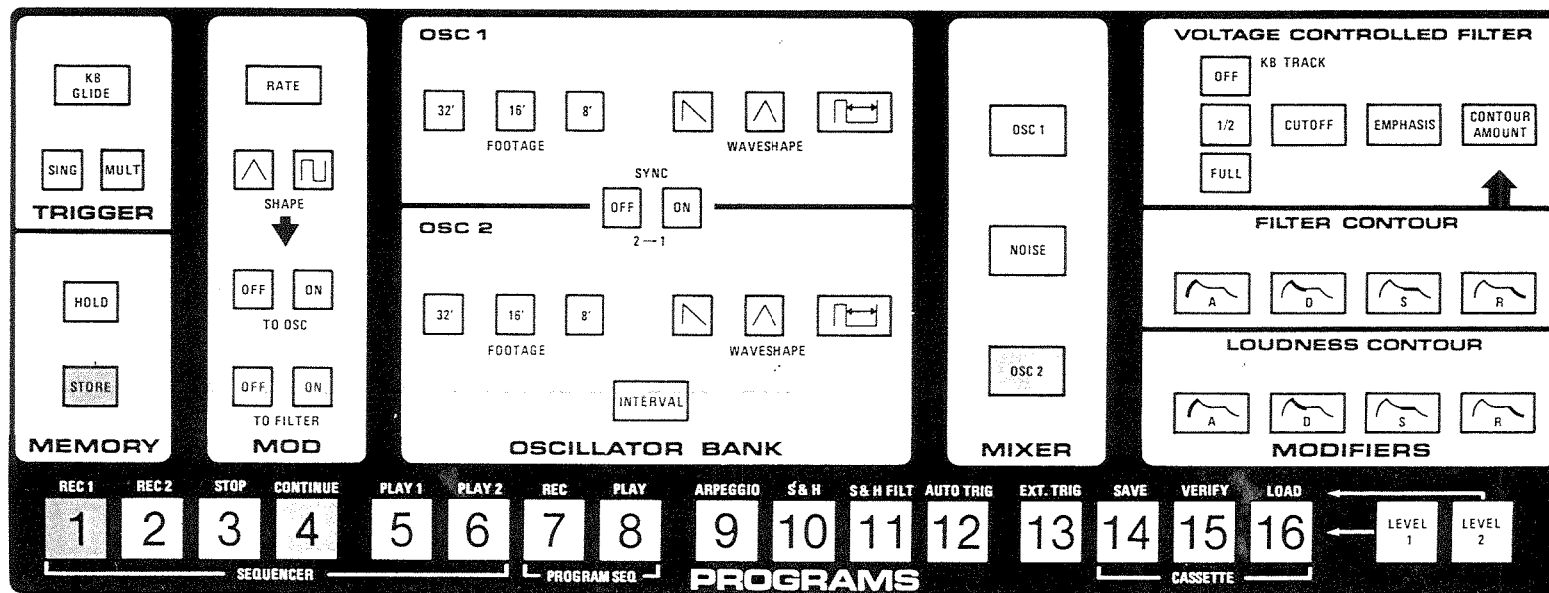 KB
GLIDE
SING MULT
TRIGGER
HOLD
STORE
MEMORY
RATE
SHAPE
OFF ON
TO OSC
OFF ON
TO FILTER
MOD
OSC 1
32' 16' 8'
FOOTAGE WAVESHAPE
SYNC
OFF ON
2—1
OSC 2
32' 16' 8'
FOOTAGE WAVESHAPE
INTERVAL
OSCILLATOR BANK
OSC 1
NOISE
OSC 2
MIXER
VOLTAGE CONTROLLED FILTER
KB TRACK
OFF
1/2
FULL
CUTOFF
EMPHASIS
CONTOUR
AMOUNT
FILTER CONTOUR
A D S R
LOUDNESS CONTOUR
A D S R
MODIFIERS
REC 1 REC 2 STOP CONTINUE PLAY 1 PLAY 2 REC PLAY ARPEGGIO S & H S & H FILT AUTO TRIG EXT. TRIG SAVE VERIFY LOAD
1 2 3 4 5 6 7 8 9 10 11 12 13 14 15 16
LEVEL
1
LEVEL
2
SEQUENCER PROGRAM SEQ. PROGRAMS CASSETTE